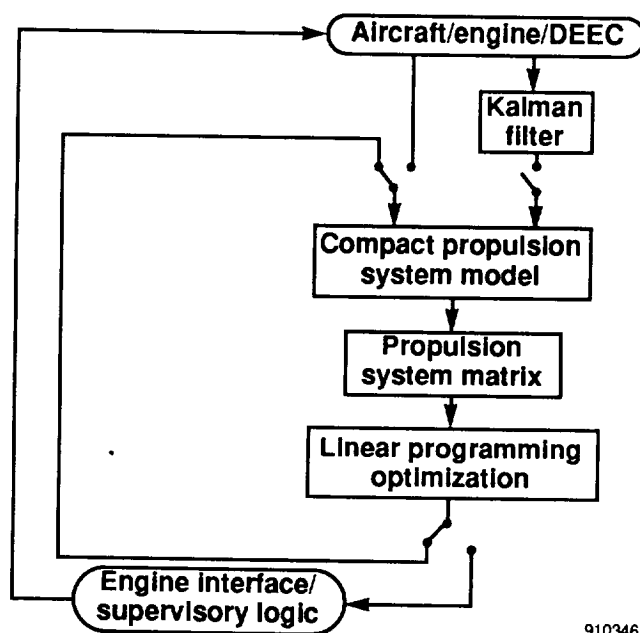 Aircraft/engine/DEEC
Kalman
filter
Compact propulsion
system model
Propulsion
system matrix
Linear programming
optimization
Engine interface/
supervisory logic
910346